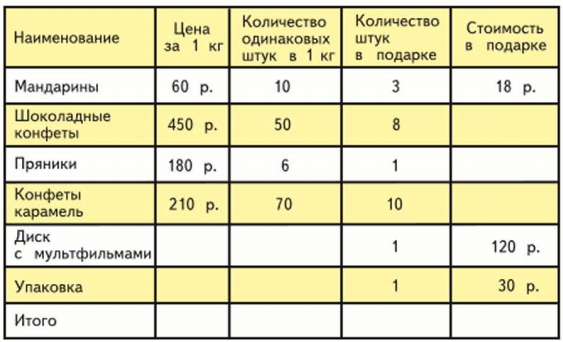 Наименование Цена за 1 кг Количество одинаковых штук в 1 кг Количество штук в подарке Стоимость в подарке
Мандарины 60 р. 10 3 18 р.
Шоколадные конфеты 450 р. 50 8
Пряники 180 р. 6 1
Конфеты карамель 210 р. 70 10
Диск с мультфильмами 1 120 р.
Упаковка 1 30 р.
Итого